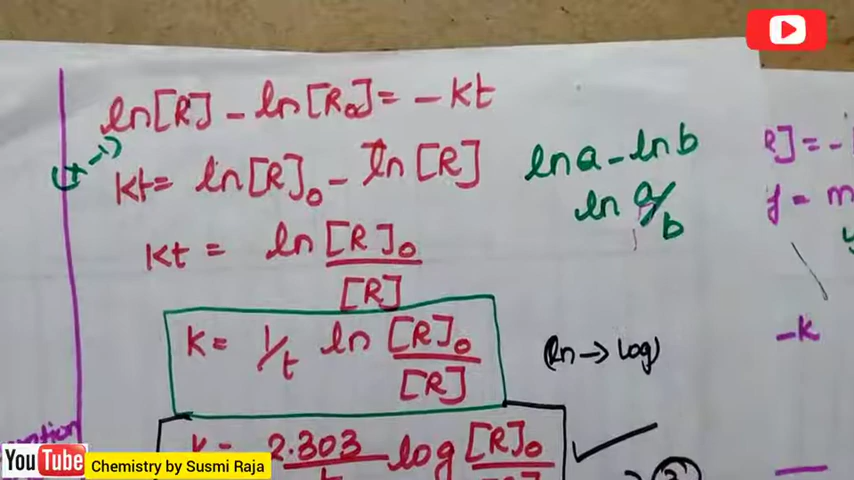 ln[R] - ln[R₀] = - kt
(x -)
kt = ln[R]₀ - ln[R]
ln a - ln b
ln a/b
kt = ln [R]₀/[R]
k = 1/t ln [R]₀/[R]
(ln → log)
k = 2.303/t log [R]₀/[R]
R] = -
y = m
-k
YouTube
Chemistry by Susmi Raja